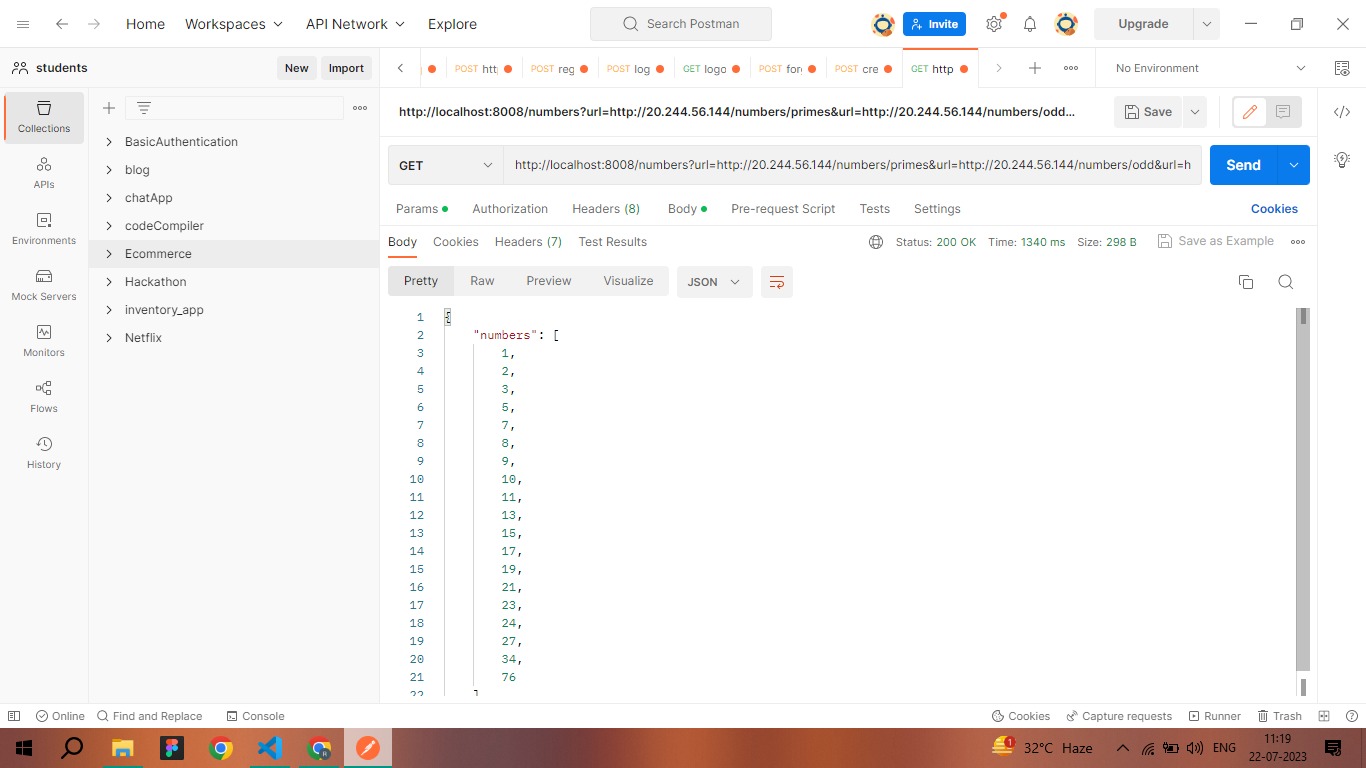 Home Workspaces API Network Explore Search Postman Invite Upgrade
students New Import
POST htt POST reg POST log GET logo POST for POST cre GET http No Environment
http://localhost:8008/numbers?url=http://20.244.56.144/numbers/primes&url=http://20.244.56.144/numbers/odd... Save
GET http://localhost:8008/numbers?url=http://20.244.56.144/numbers/primes&url=http://20.244.56.144/numbers/odd&url=h Send
Params Authorization Headers (8) Body Pre-request Script Tests Settings Cookies
Body Cookies Headers (7) Test Results Status: 200 OK Time: 1340 ms Size: 298 B Save as Example
Pretty Raw Preview Visualize JSON
Collections
APIs
Environments
Mock Servers
Monitors
Flows
History
BasicAuthentication
blog
chatApp
codeCompiler
Ecommerce
Hackathon
inventory_app
Netflix
1 {
2 "numbers": [
3 1,
4 2,
5 3,
6 5,
7 7,
8 8,
9 9,
10 10,
11 11,
12 13,
13 15,
14 17,
15 19,
16 21,
17 23,
18 24,
19 27,
20 34,
21 76
22 ]
Online Find and Replace Console Cookies Capture requests Runner Trash
1 32°C Haze ENG 11:19
22-07-2023